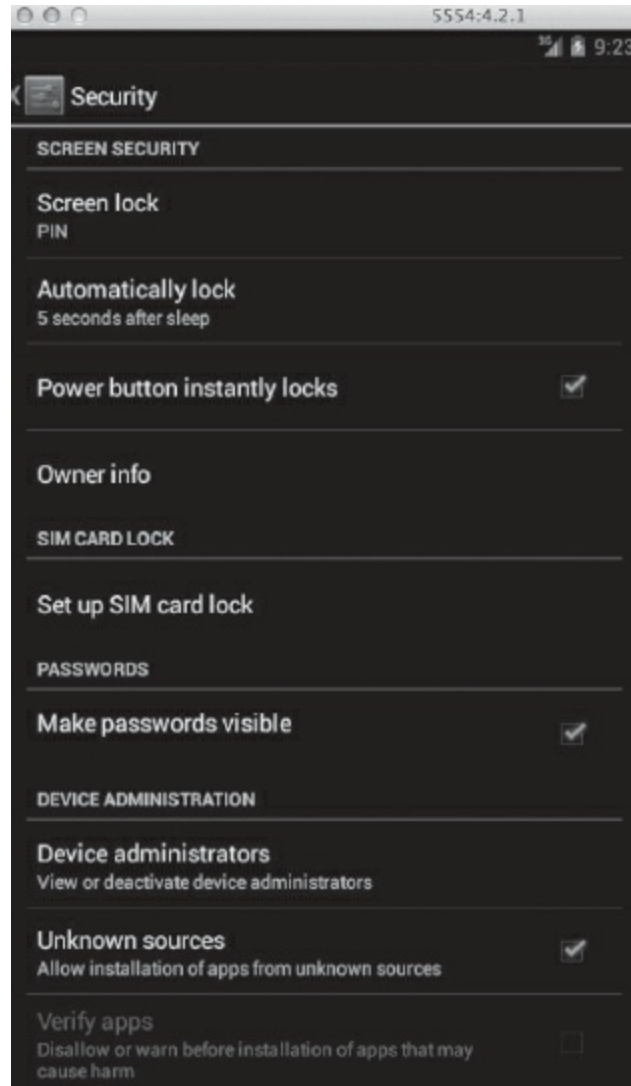 5554:4.2.1
3G 9:23
Security
SCREEN SECURITY
Screen lock
PIN
Automatically lock
5 seconds after sleep
Power button instantly locks
Owner info
SIM CARD LOCK
Set up SIM card lock
PASSWORDS
Make passwords visible
DEVICE ADMINISTRATION
Device administrators
View or deactivate device administrators
Unknown sources
Allow installation of apps from unknown sources
Verify apps
Disallow or warn before installation of apps that may
cause harm